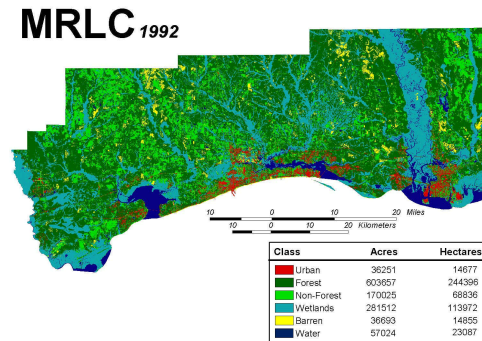 MRLC 1992
10 0 10 20 Miles
10 0 10 20 Kilometers
Class Acres Hectares
Urban 36251 14677
Forest 603657 244396
Non-Forest 170025 68836
Wetlands 281512 113972
Barren 36693 14855
Water 57024 23087